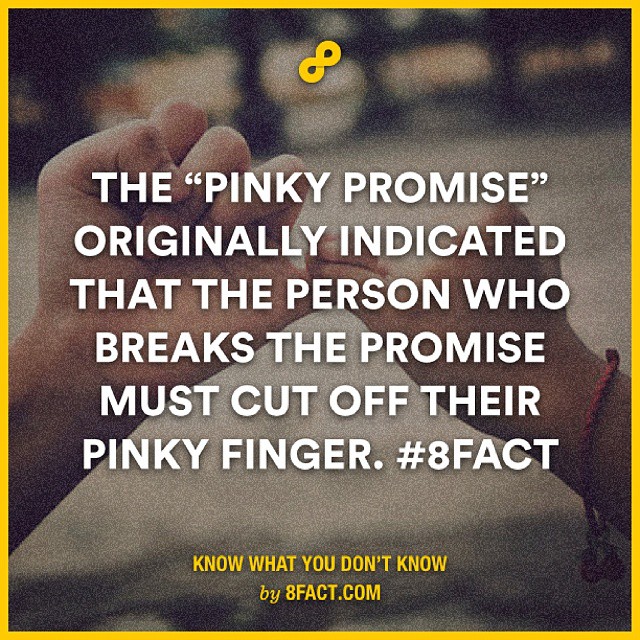 THE “PINKY PROMISE”
ORIGINALLY INDICATED
THAT THE PERSON WHO
BREAKS THE PROMISE
MUST CUT OFF THEIR
PINKY FINGER. #8FACT
KNOW WHAT YOU DON’T KNOW
by 8FACT.COM